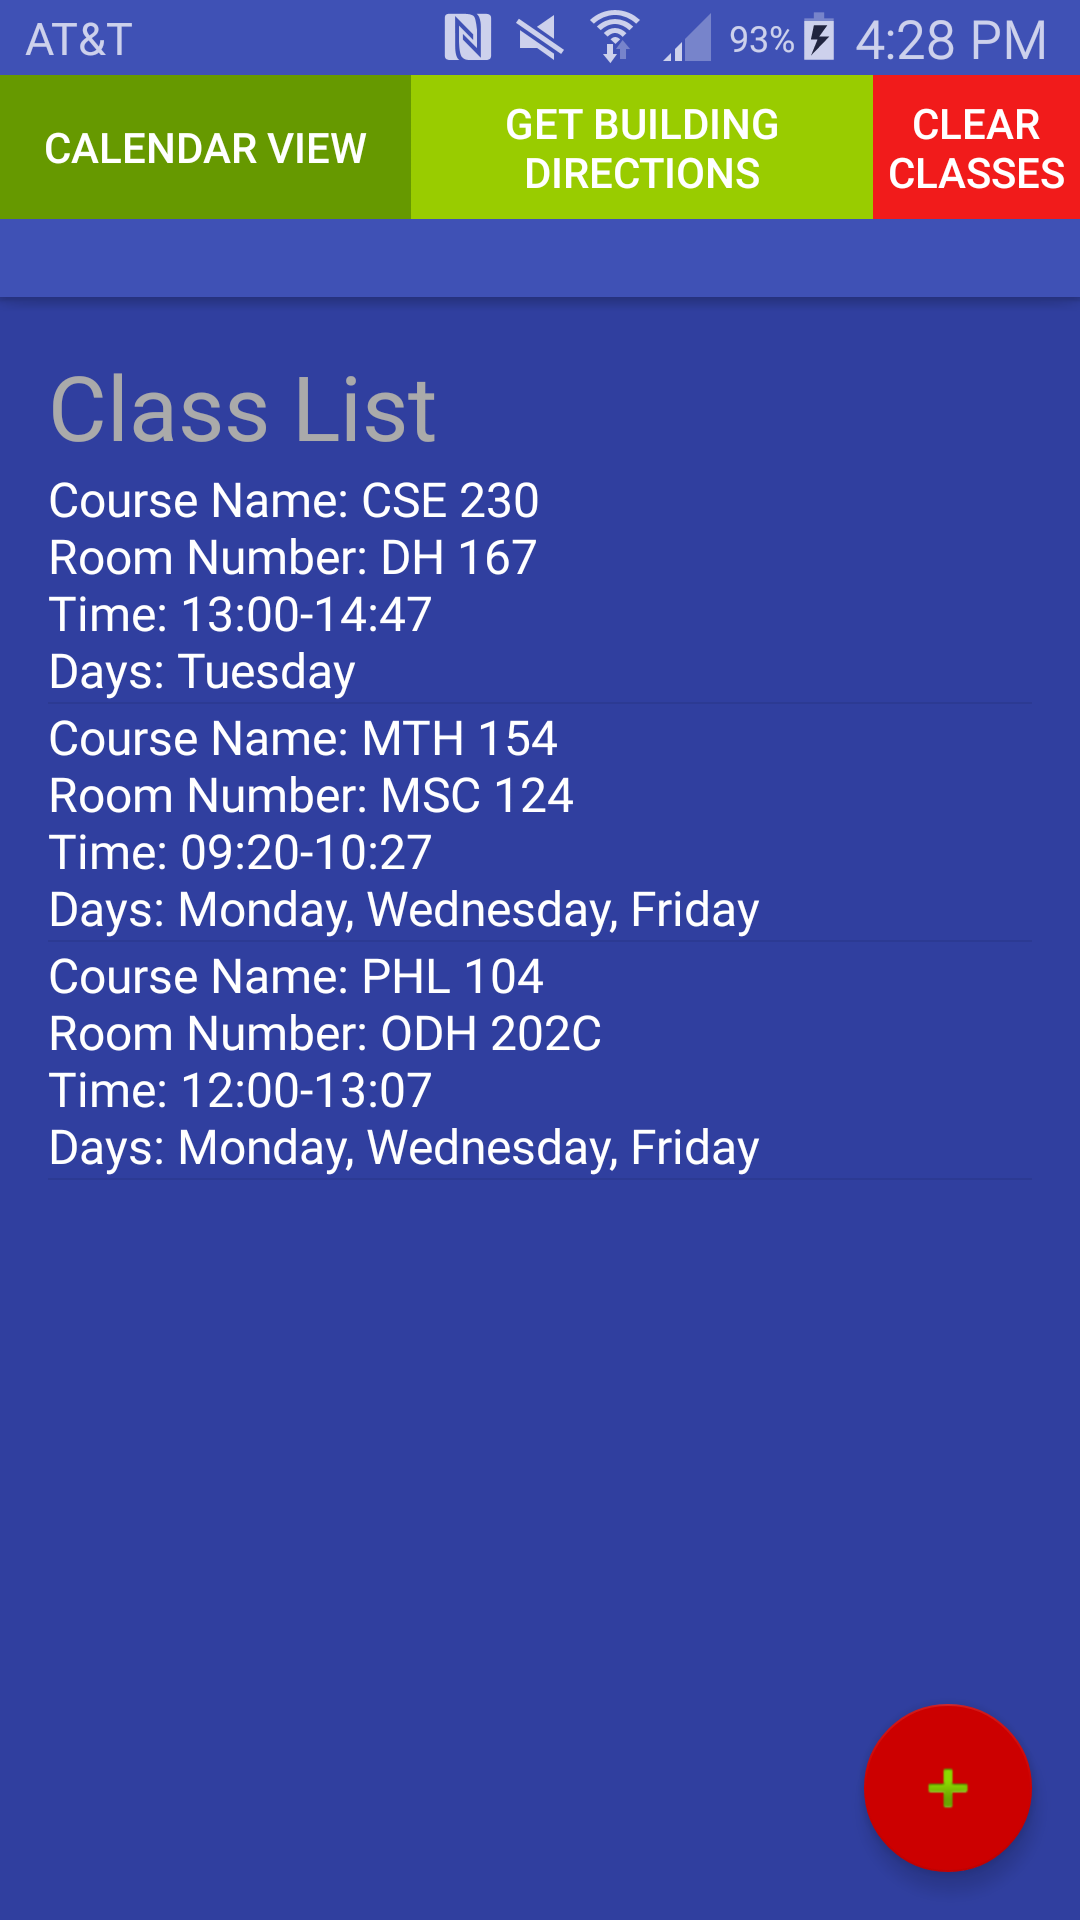 AT&T 93% 4:28 PM
CALENDAR VIEW
GET BUILDING
DIRECTIONS
CLEAR
CLASSES
Class List
Course Name: CSE 230
Room Number: DH 167
Time: 13:00-14:47
Days: Tuesday
Course Name: MTH 154
Room Number: MSC 124
Time: 09:20-10:27
Days: Monday, Wednesday, Friday
Course Name: PHL 104
Room Number: ODH 202C
Time: 12:00-13:07
Days: Monday, Wednesday, Friday